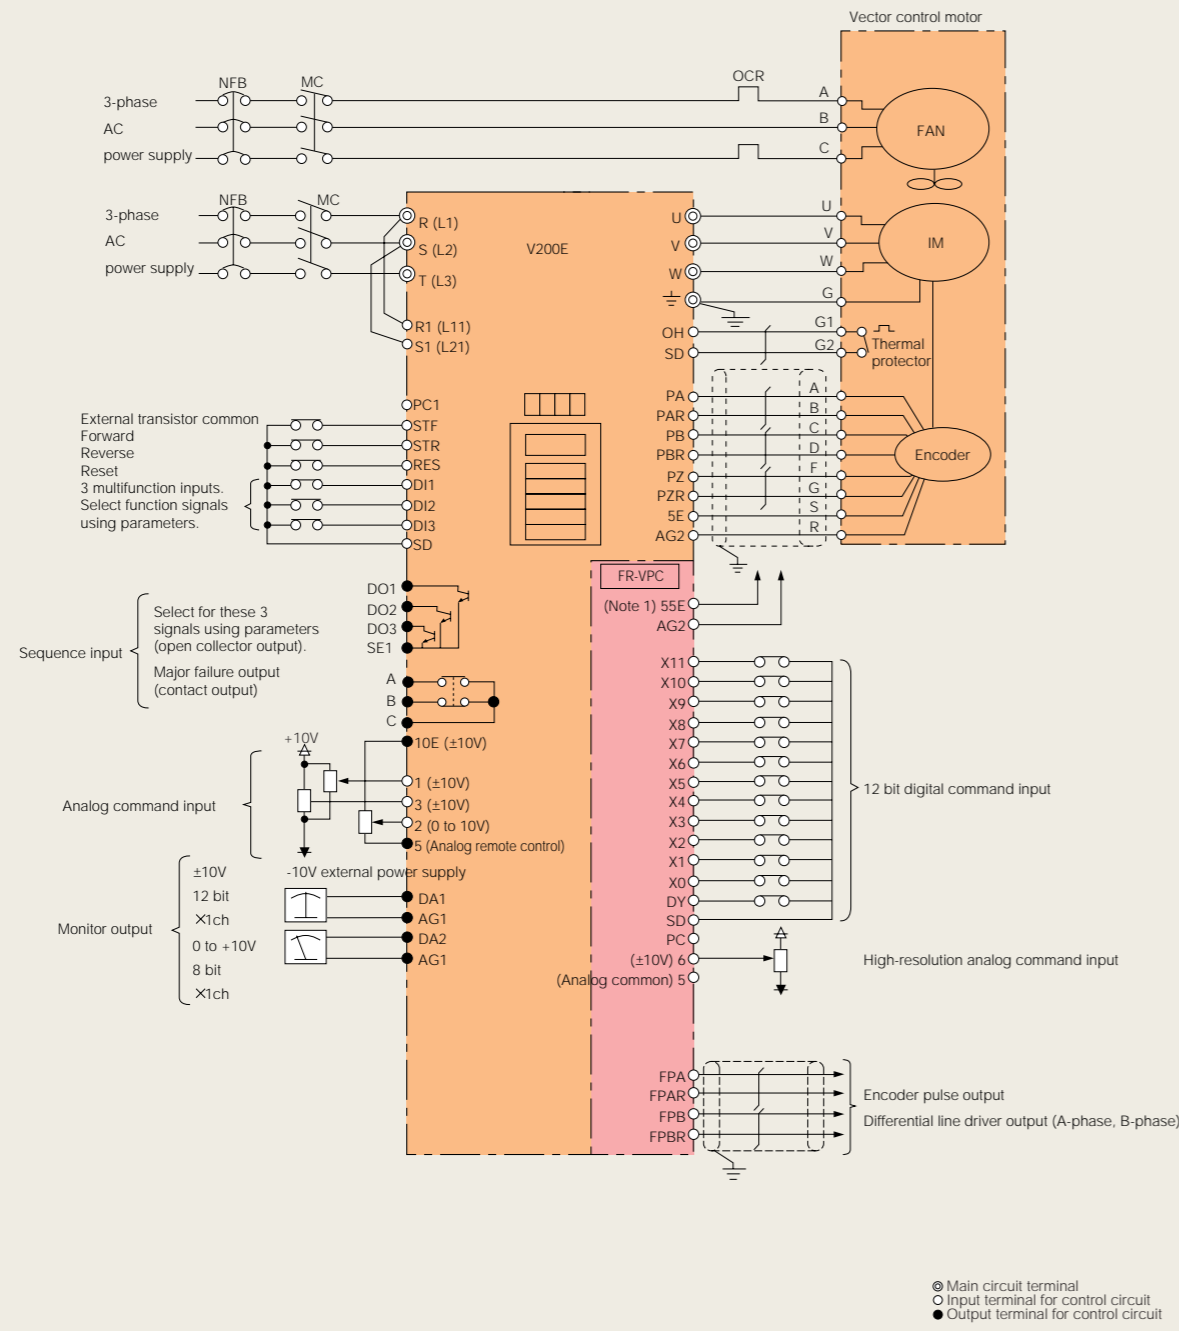 Vector control motor
NFB
MC
OCR
3-phase
AC
power supply
A
B
C
FAN
NFB
MC
3-phase
AC
power supply
R (L1)
S (L2)
T (L3)
R1 (L11)
S1 (L21)
V200E
U
V
W
OH
SD
U
V
W
G
G1
G2
IM
Thermal
protector
External transistor common
Forward
Reverse
Reset
3 multifunction inputs.
Select function signals
using parameters.
PC1
STF
STR
RES
DI1
DI2
DI3
SD
PA
PAR
PB
PBR
PZ
PZR
5E
AG2
A
B
C
D
F
G
S
R
Encoder
FR-VPC
(Note 1) 55E
AG2
Sequence input
Select for these 3
signals using parameters
(open collector output).
Major failure output
(contact output)
DO1
DO2
DO3
SE1
A
B
C
10E (±10V)
+10V
Analog command input
1 (±10V)
3 (±10V)
2 (0 to 10V)
5 (Analog remote control)
-10V external power supply
Monitor output
±10V
12 bit
×1ch
0 to +10V
8 bit
×1ch
DA1
AG1
DA2
AG1
X11
X10
X9
X8
X7
X6
X5
X4
X3
X2
X1
X0
DY
SD
PC
(±10V) 6
(Analog common) 5
12 bit digital command input
High-resolution analog command input
FPA
FPAR
FPB
FPBR
Encoder pulse output
Differential line driver output (A-phase, B-phase)
Main circuit terminal
Input terminal for control circuit
Output terminal for control circuit